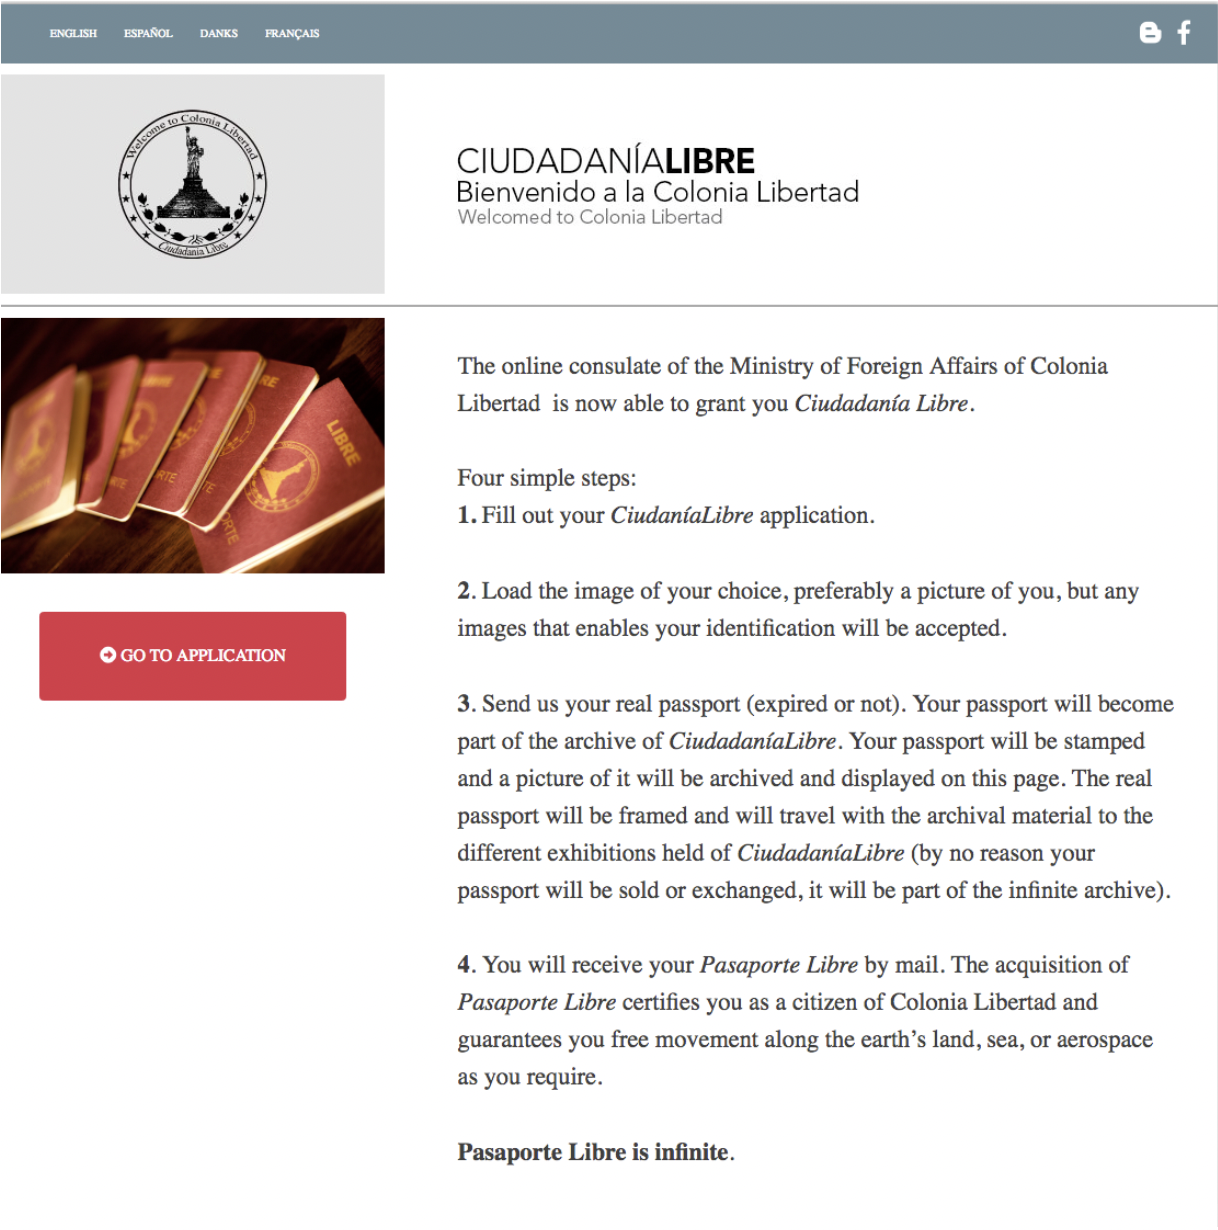 ENGLISH ESPAÑOL DANKS FRANÇAIS
Welcome to Colonia Libertad
Ciudadanía Libre
CIUDADANÍALIBRE
Bienvenido a la Colonia Libertad
Welcomed to Colonia Libertad
LIBRE
RE
RTE
PORTE
The online consulate of the Ministry of Foreign Affairs of Colonia
Libertad is now able to grant you Ciudadanía Libre.
Four simple steps:
1. Fill out your CiudaníaLibre application.
2. Load the image of your choice, preferably a picture of you, but any
images that enables your identification will be accepted.
GO TO APPLICATION
3. Send us your real passport (expired or not). Your passport will become
part of the archive of CiudadaníaLibre. Your passport will be stamped
and a picture of it will be archived and displayed on this page. The real
passport will be framed and will travel with the archival material to the
different exhibitions held of CiudadaníaLibre (by no reason your
passport will be sold or exchanged, it will be part of the infinite archive).
4. You will receive your Pasaporte Libre by mail. The acquisition of
Pasaporte Libre certifies you as a citizen of Colonia Libertad and
guarantees you free movement along the earth's land, sea, or aerospace
as you require.
Pasaporte Libre is infinite.